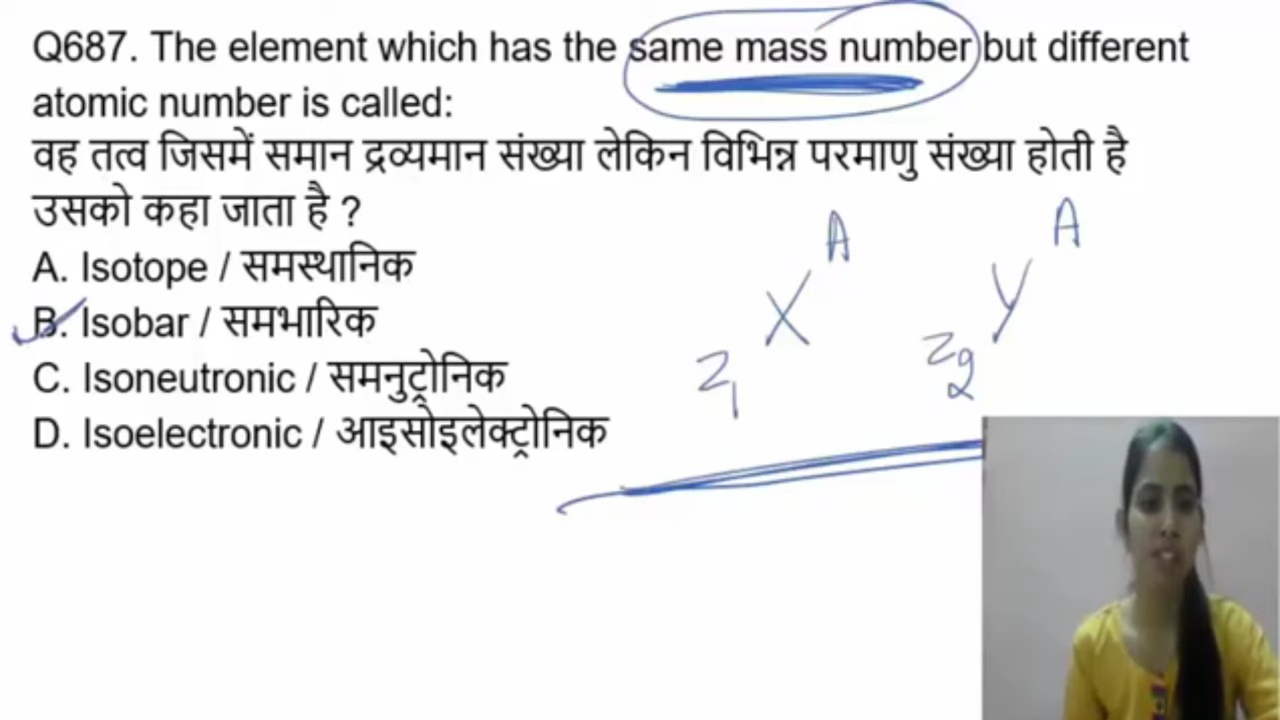 Q687. The element which has the same mass number but different
atomic number is called:
वह तत्व जिसमें समान द्रव्यमान संख्या लेकिन विभिन्न परमाणु संख्या होती है
उसको कहा जाता है ?
A. Isotope / समस्थानिक
B. Isobar / समभारिक
C. Isoneutronic / समनुट्रोनिक
D. Isoelectronic / आइसोइलेक्ट्रोनिक
A A
X Y
Z1 Z2